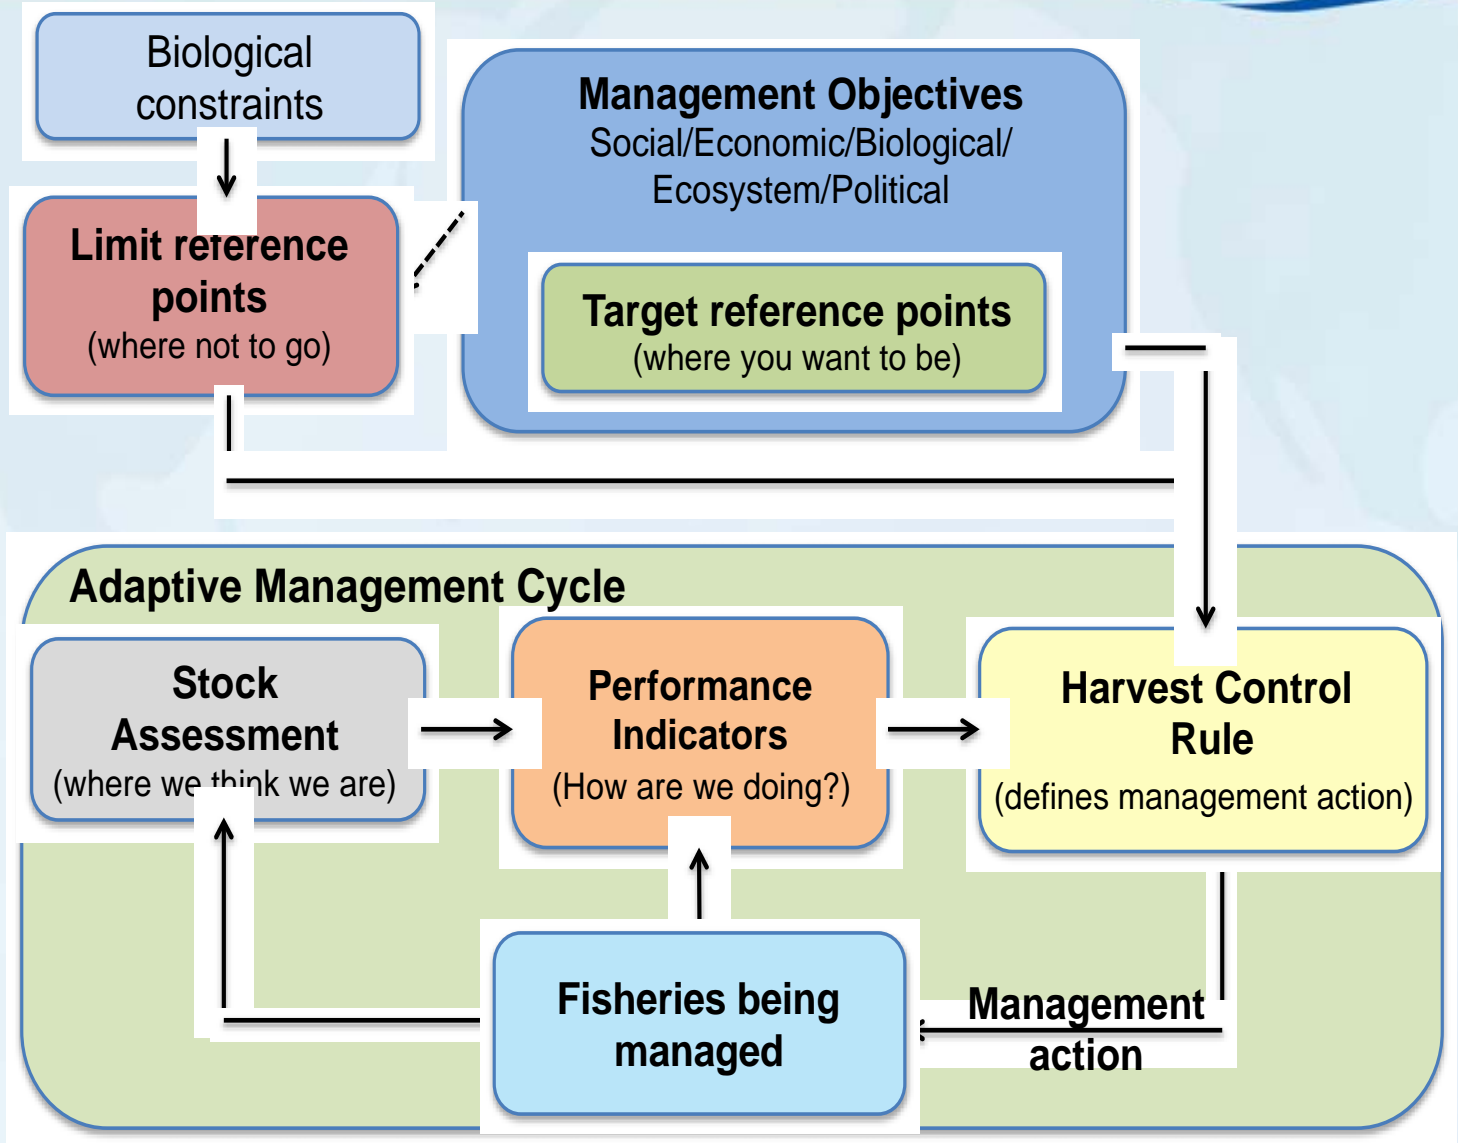 Biological
constraints
Management Objectives
Social/Economic/Biological/
Ecosystem/Political
Limit reference
points
(where not to go)
Target reference points
(where you want to be)
Adaptive Management Cycle
Stock
Assessment
(where we think we are)
Performance
Indicators
(How are we doing?)
Harvest Control
Rule
(defines management action)
Fisheries being
managed
Management
action